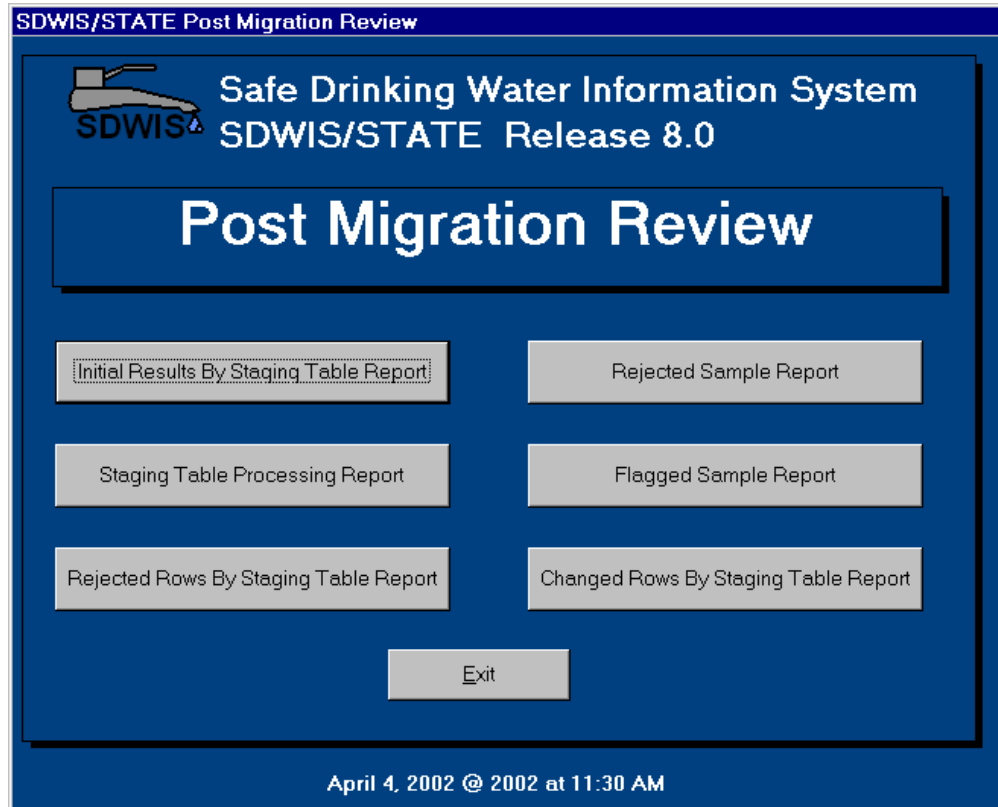 SDWIS/STATE Post Migration Review
SDWIS
Safe Drinking Water Information System
SDWIS/STATE Release 8.0
Post Migration Review
Initial Results By Staging Table Report
Rejected Sample Report
Staging Table Processing Report
Flagged Sample Report
Rejected Rows By Staging Table Report
Changed Rows By Staging Table Report
Exit
April 4, 2002 @ 2002 at 11:30 AM